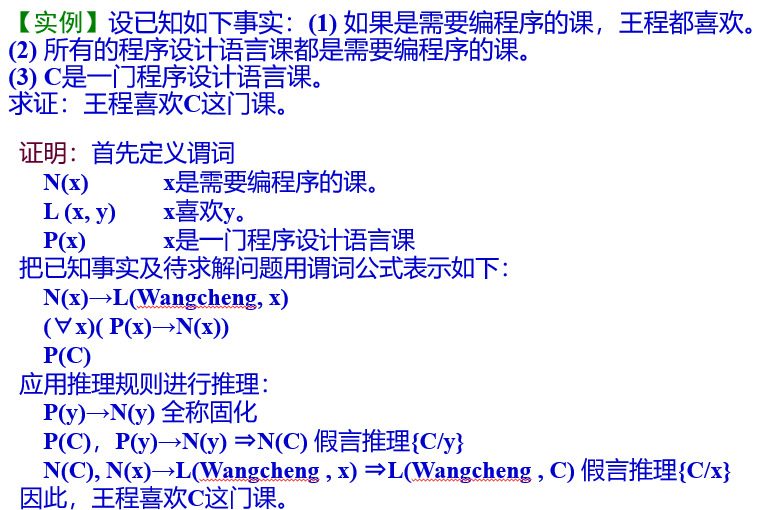 【实例】设已知如下事实：(1) 如果是需要编程序的课，王程都喜欢。
(2) 所有的程序设计语言课都是需要编程序的课。
(3) C是一门程序设计语言课。
求证：王程喜欢C这门课。
证明：首先定义谓词
N(x) x是需要编程序的课。
L (x, y) x喜欢y。
P(x) x是一门程序设计语言课
把已知事实及待求解问题用谓词公式表示如下：
N(x)→L(Wangcheng, x)
(∀x)( P(x)→N(x))
P(C)
应用推理规则进行推理：
P(y)→N(y) 全称固化
P(C)，P(y)→N(y) ⇒N(C) 假言推理{C/y}
N(C), N(x)→L(Wangcheng , x) ⇒L(Wangcheng , C) 假言推理{C/x}
因此，王程喜欢C这门课。